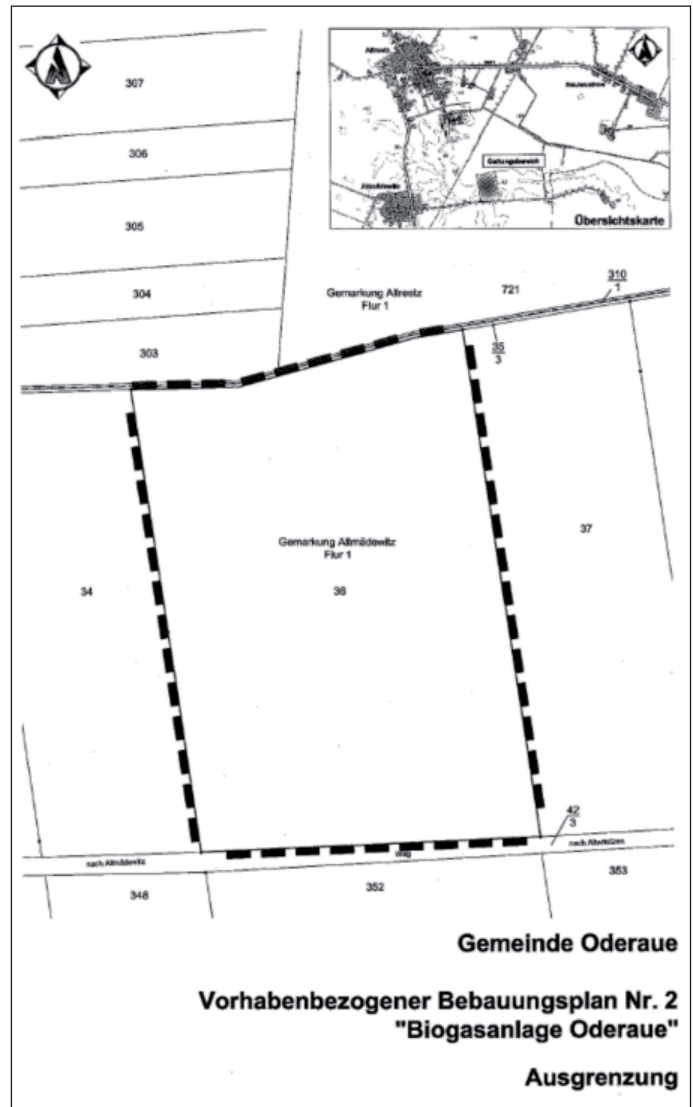 307
306
305
304
303
Altreetz
Geltungsbereich
Altmädewitz
Übersichtskarte
Gemarkung Altreetz
Flur 1
721
310
1
35
3
Gemarkung Altmädewitz
Flur 1
34
36
37
42
3
nach Altmädewitz
Weg
nach Altwriezen
348
352
353
Gemeinde Oderaue
Vorhabenbezogener Bebauungsplan Nr. 2
"Biogasanlage Oderaue"
Ausgrenzung